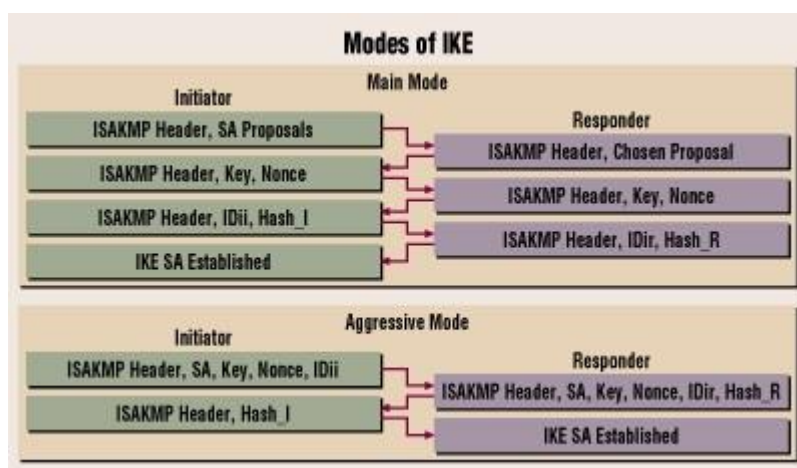 Modes of IKE
Main Mode
Initiator
Responder
ISAKMP Header, SA Proposals
ISAKMP Header, Chosen Proposal
ISAKMP Header, Key, Nonce
ISAKMP Header, Key, Nonce
ISAKMP Header, IDii, Hash_I
ISAKMP Header, IDir, Hash_R
IKE SA Established
Aggressive Mode
Initiator
Responder
ISAKMP Header, SA, Key, Nonce, IDii
ISAKMP Header, SA, Key, Nonce, IDir, Hash_R
ISAKMP Header, Hash_I
IKE SA Established